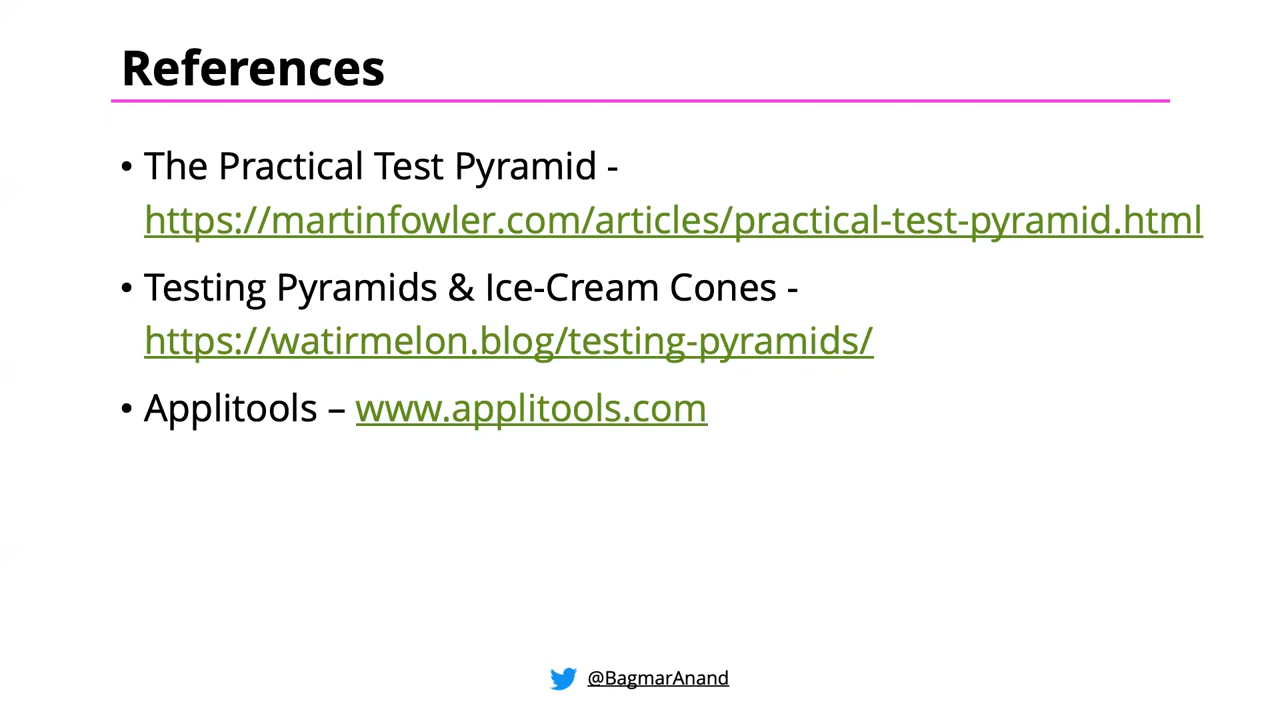 References
• The Practical Test Pyramid -
https://martinfowler.com/articles/practical-test-pyramid.html
• Testing Pyramids & Ice-Cream Cones -
https://watirmelon.blog/testing-pyramids/
• Applitools – www.applitools.com
@BagmarAnand